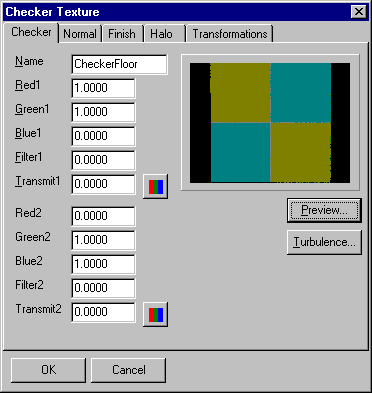 Checker Texture
Checker Normal Finish Halo Transformations
Name CheckerFloor
Red1 1.0000
Green1 1.0000
Blue1 0.0000
Filter1 0.0000
Transmit1 0.0000
Red2 0.0000
Green2 1.0000
Blue2 1.0000
Filter2 0.0000
Transmit2 0.0000
Preview...
Turbulence...
OK Cancel